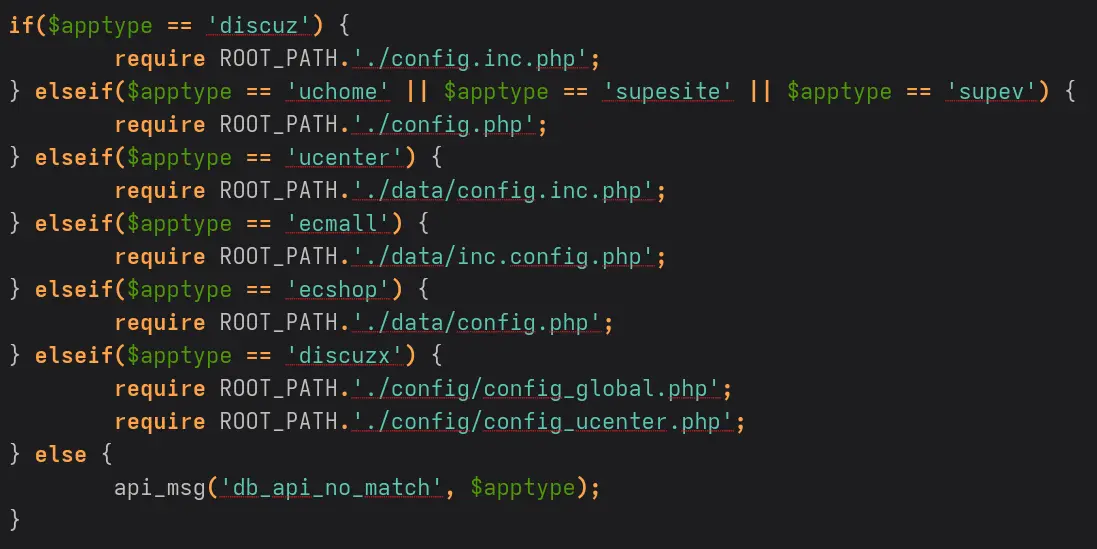 if($apptype == 'discuz') {
        require ROOT_PATH.'./config.inc.php';
} elseif($apptype == 'uchome' || $apptype == 'supesite' || $apptype == 'supev') {
        require ROOT_PATH.'./config.php';
} elseif($apptype == 'ucenter') {
        require ROOT_PATH.'./data/config.inc.php';
} elseif($apptype == 'ecmall') {
        require ROOT_PATH.'./data/inc.config.php';
} elseif($apptype == 'ecshop') {
        require ROOT_PATH.'./data/config.php';
} elseif($apptype == 'discuzx') {
        require ROOT_PATH.'./config/config_global.php';
        require ROOT_PATH.'./config/config_ucenter.php';
} else {
        api_msg('db_api_no_match', $apptype);
}